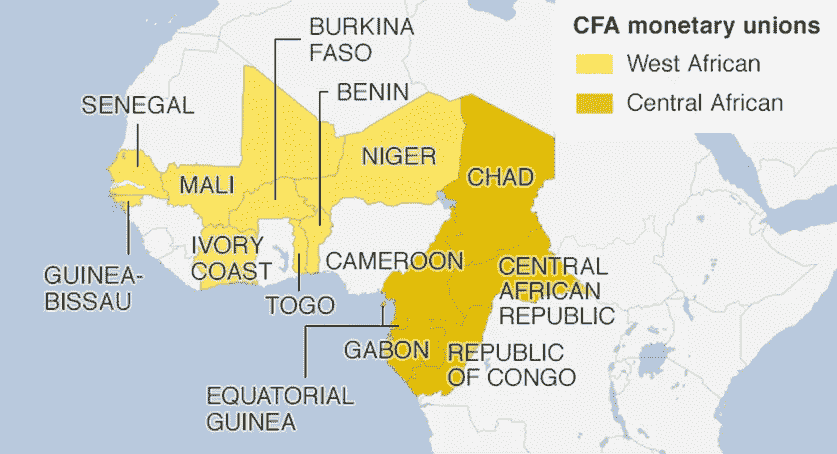 CFA monetary unions
West African
Central African
BURKINA
FASO
BENIN
SENEGAL
NIGER
MALI
CHAD
IVORY
COAST
CAMEROON
CENTRAL
AFRICAN
REPUBLIC
GUINEA-
BISSAU
TOGO
GABON
REPUBLIC
OF CONGO
EQUATORIAL
GUINEA